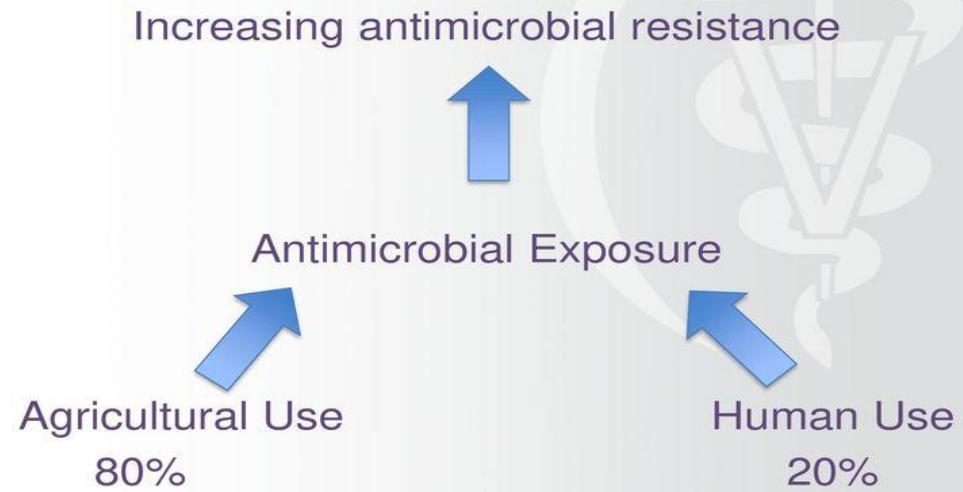 Increasing antimicrobial resistance
Antimicrobial Exposure
Agricultural Use
80%
Human Use
20%